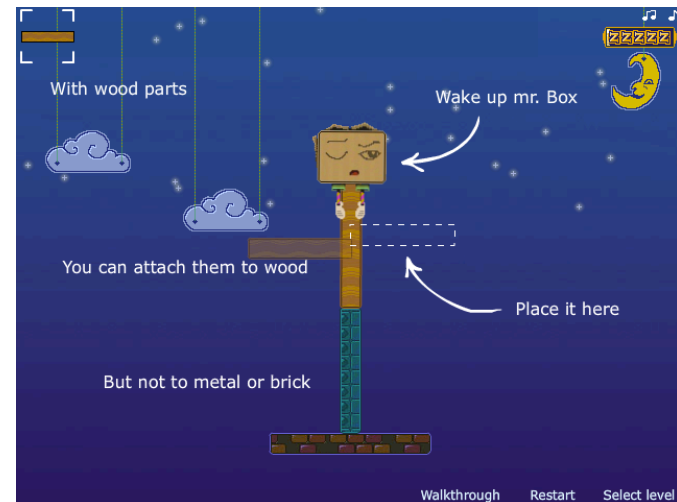 ZZZZZ
With wood parts
Wake up mr. Box
You can attach them to wood
Place it here
But not to metal or brick
Walkthrough Restart Select level